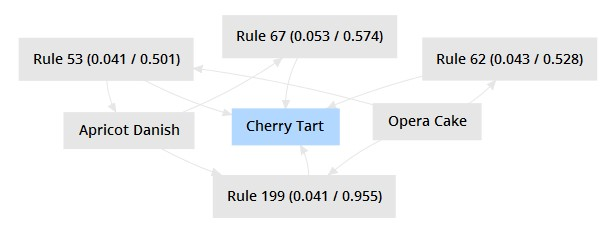 Rule 67 (0.053 / 0.574)
Rule 53 (0.041 / 0.501)
Rule 62 (0.043 / 0.528)
Apricot Danish
Cherry Tart
Opera Cake
Rule 199 (0.041 / 0.955)